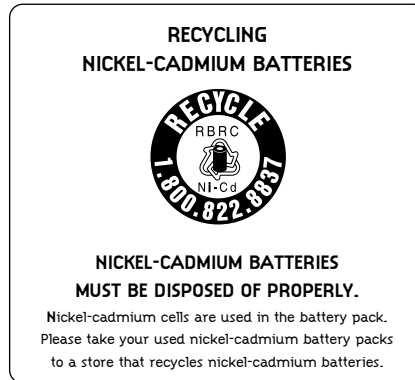 RECYCLING
NICKEL-CADMIUM BATTERIES
RECYCLE
RBRC
Ni-Cd
1.800.822.8837
NICKEL-CADMIUM BATTERIES
MUST BE DISPOSED OF PROPERLY.
Nickel-cadmium cells are used in the battery pack.
Please take your used nickel-cadmium battery packs
to a store that recycles nickel-cadmium batteries.